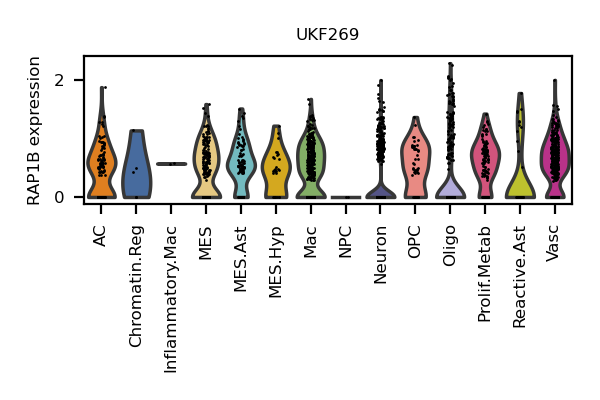 UKF269
RAP1B expression
2
0
AC
Chromatin.Reg
Inflammatory.Mac
MES
MES.Ast
MES.Hyp
Mac
NPC
Neuron
OPC
Oligo
Prolif.Metab
Reactive.Ast
Vasc